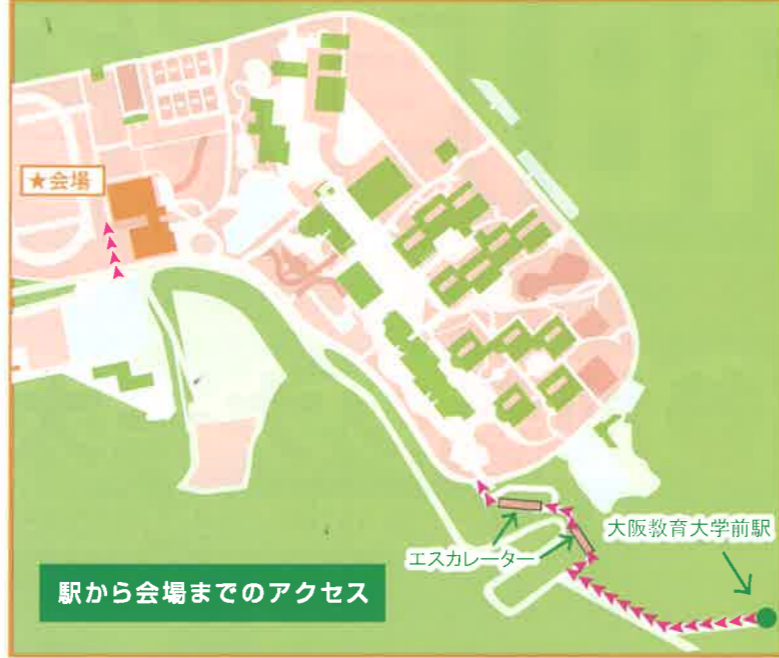 ★会場
大阪教育大学前駅
エスカレーター
駅から会場までのアクセス